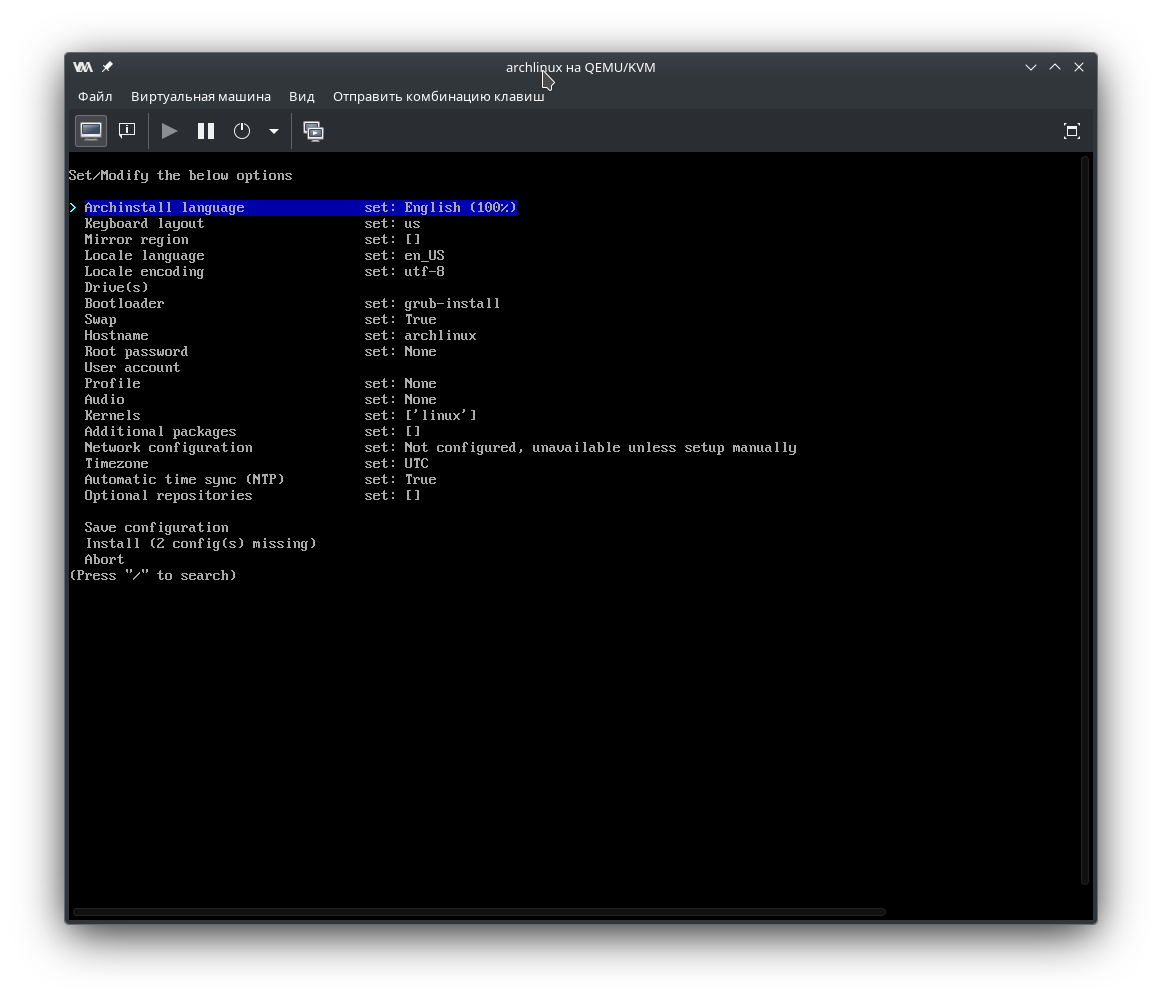 archlinux на QEMU/KVM
Файл Виртуальная машина Вид Отправить комбинацию клавиш
Set/Modify the below options
> Archinstall language set: English (100%)
Keyboard layout set: us
Mirror region set: []
Locale language set: en_US
Locale encoding set: utf-8
Drive(s)
Bootloader set: grub-install
Swap set: True
Hostname set: archlinux
Root password set: None
User account
Profile set: None
Audio set: None
Kernels set: ['linux']
Additional packages set: []
Network configuration set: Not configured, unavailable unless setup manually
Timezone set: UTC
Automatic time sync (NTP) set: True
Optional repositories set: []
Save configuration
Install (2 config(s) missing)
Abort
(Press "/" to search)